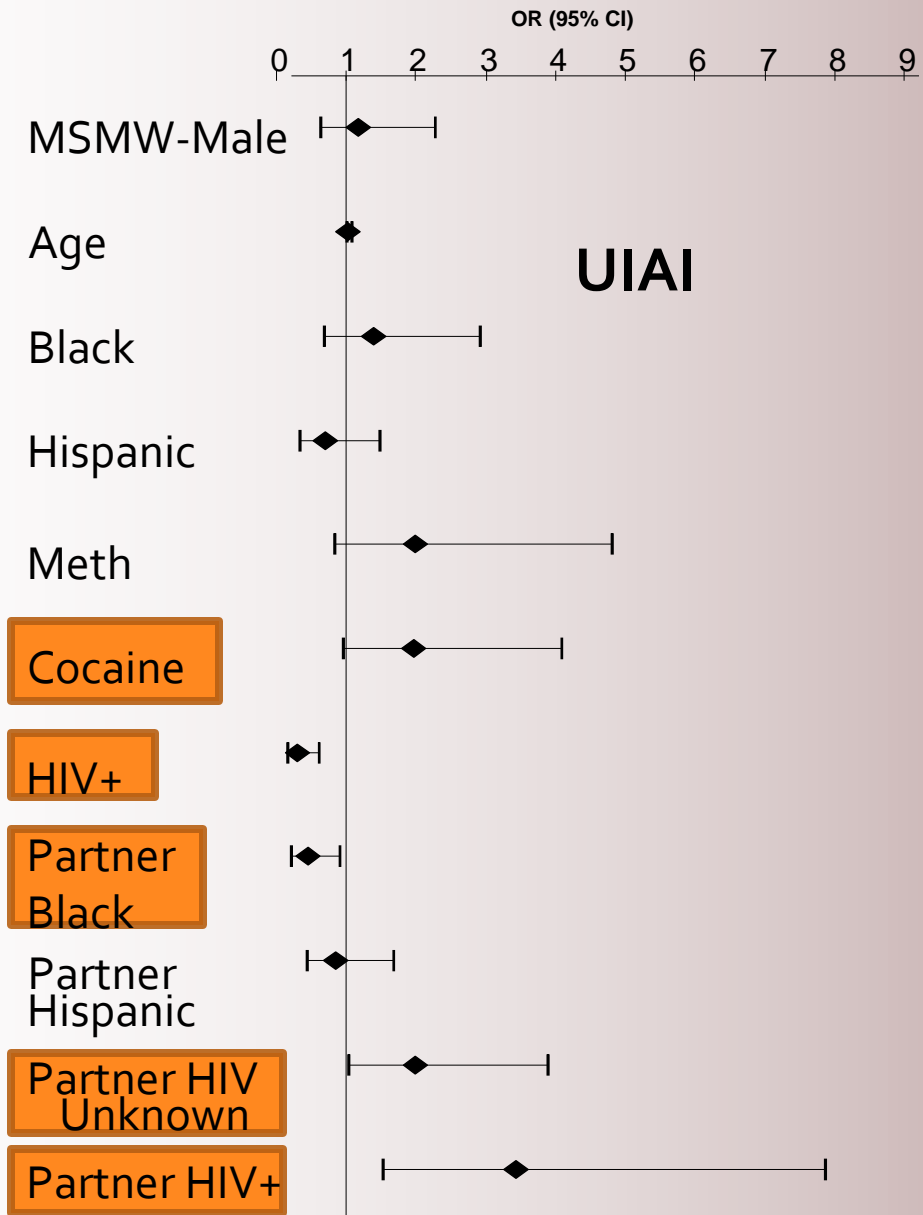 OR (95% CI)
0 1 2 3 4 5 6 7 8 9
MSMW-Male
Age
UIAI
Black
Hispanic
Meth
Cocaine
HIV+
Partner
Black
Partner
Hispanic
Partner HIV
Unknown
Partner HIV+